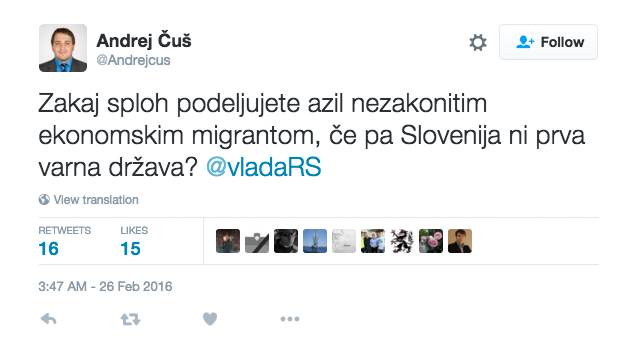 Andrej Čuš
@Andrejcus
Follow
Zakaj sploh podeljujete azil nezakonitim
ekonomskim migrantom, če pa Slovenija ni prva
varna država? @vladaRS
View translation
RETWEETS
16
LIKES
15
3:47 AM - 26 Feb 2016